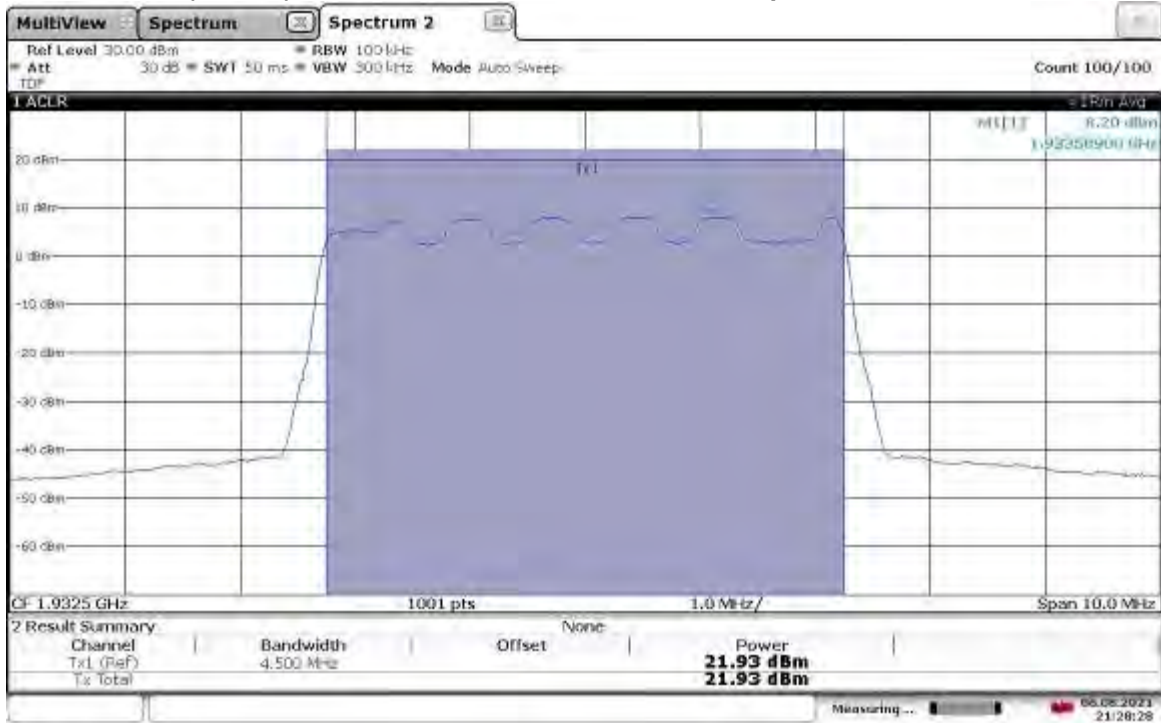 MultiView Spectrum Spectrum 2
Ref Level 30.00 dBm RBW 100 kHz
Att 30 dB SWT 50 ms VBW 300 kHz Mode Auto Sweep Count 100/100
TDF
1 ACLR 1Rm Avg
M1[1] 8.20 dBm
GHz
Tx1
20 dBm
10 dBm
0 dBm
-10 dBm
-20 dBm
-30 dBm
-40 dBm
-50 dBm
-60 dBm
CF 1.9325 GHz 1001 pts 1.0 MHz/ Span 10.0 MHz
2 Result Summary None
Channel Bandwidth Offset Power
Tx1 (Ref) 4.500 MHz 21.93 dBm
Tx Total 21.93 dBm
Measuring... 06.08.2021
21:28:28